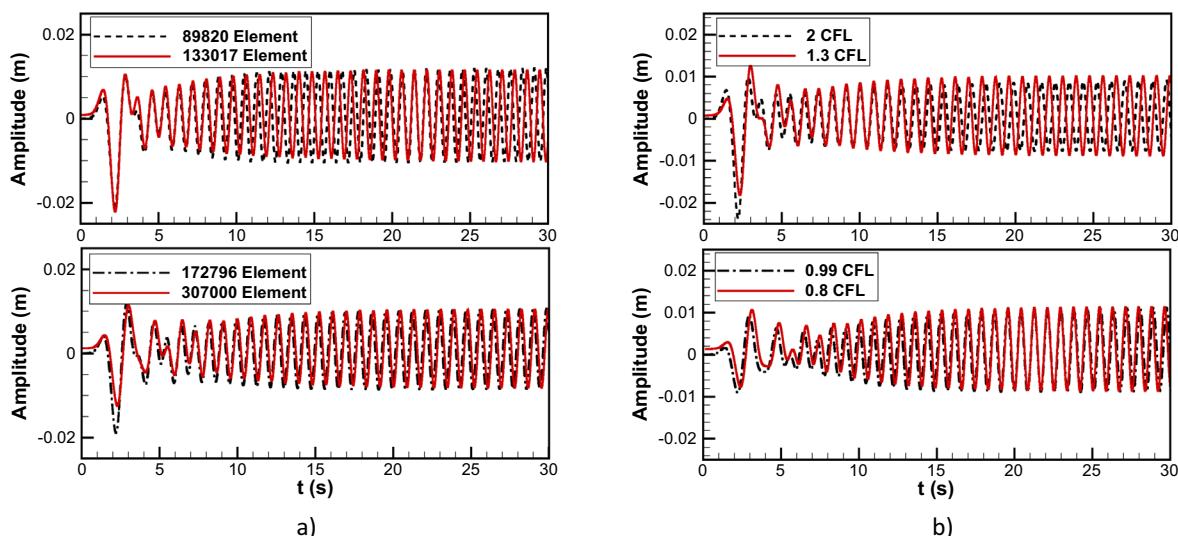 89820 Element
133017 Element
Amplitude (m)
0.02
0
-0.02
0 5 10 15 20 25 30
172796 Element
307000 Element
Amplitude (m)
0.02
0
-0.02
0 5 10 15 20 25 30
t (s)
a)
2 CFL
1.3 CFL
Amplitude (m)
0.02
0.01
0
-0.01
-0.02
0 5 10 15 20 25 30
0.99 CFL
0.8 CFL
Amplitude (m)
0.02
0.01
0
-0.01
-0.02
0 5 10 15 20 25 30
t (s)
b)